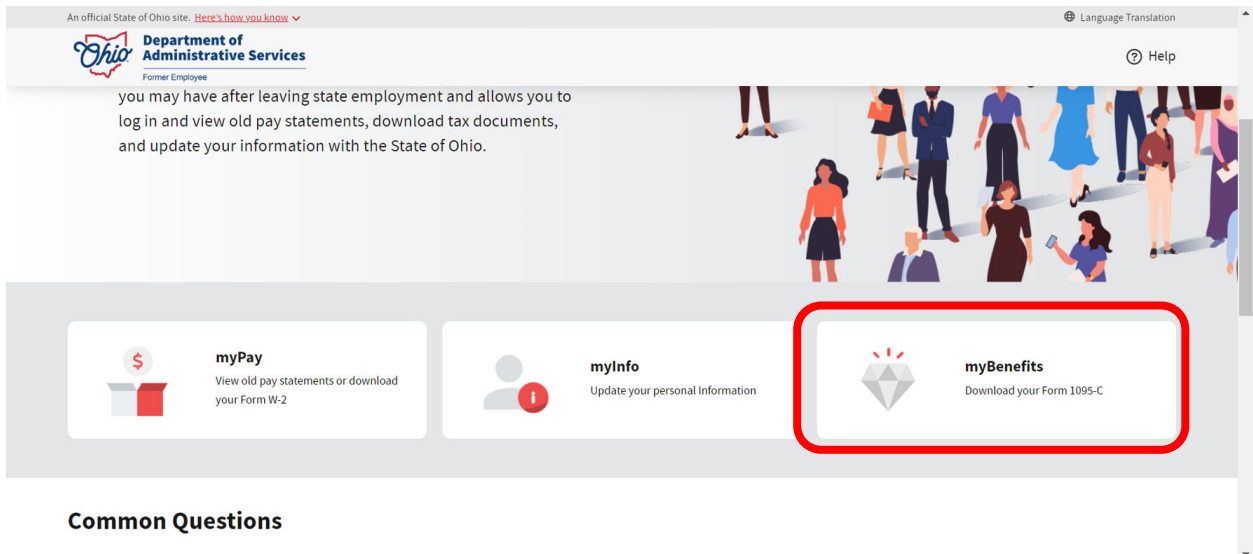 An official State of Ohio site. Here's how you know
Language Translation
Ohio
Department of
Administrative Services
Former Employee
Help
you may have after leaving state employment and allows you to
log in and view old pay statements, download tax documents,
and update your information with the State of Ohio.
myPay
View old pay statements or download
your Form W-2
myInfo
Update your personal Information
myBenefits
Download your Form 1095-C
Common Questions